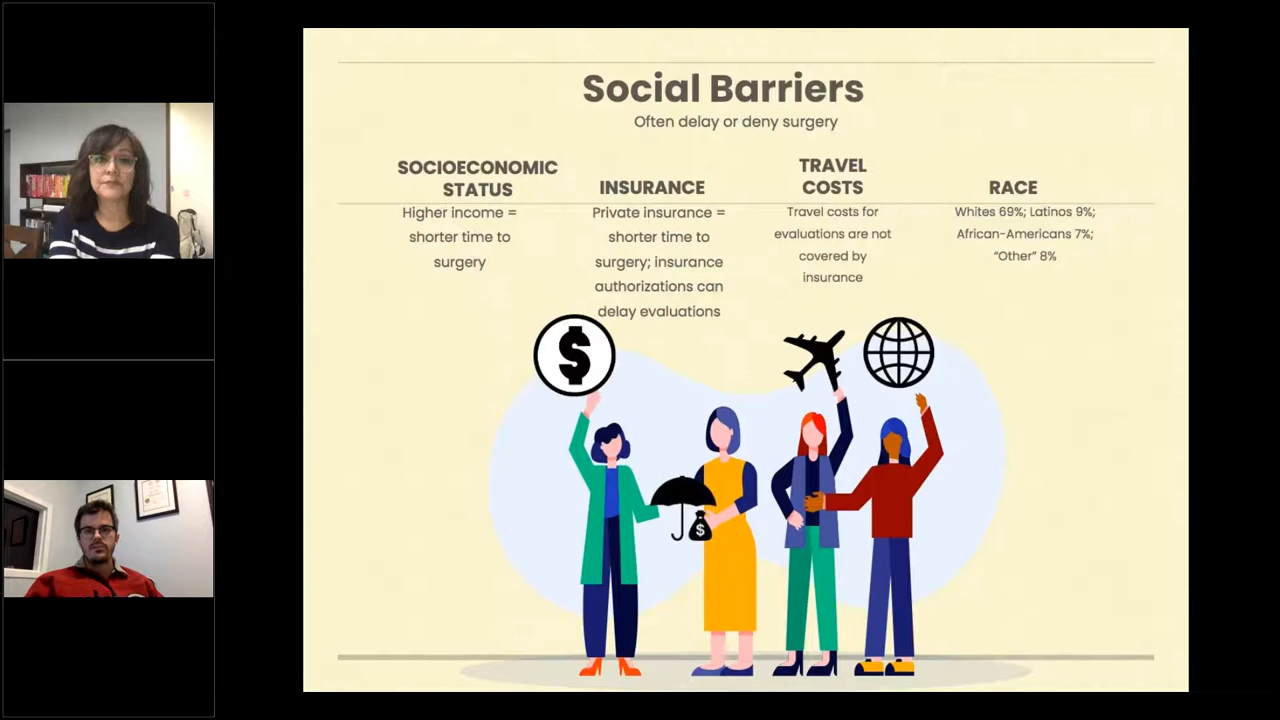 Social Barriers
Often delay or deny surgery
SOCIOECONOMIC
STATUS
Higher income =
shorter time to
surgery
INSURANCE
Private insurance =
shorter time to
surgery; insurance
authorizations can
delay evaluations
TRAVEL
COSTS
Travel costs for
evaluations are not
covered by
insurance
RACE
Whites 69%; Latinos 9%;
African-Americans 7%;
“Other” 8%
$
$